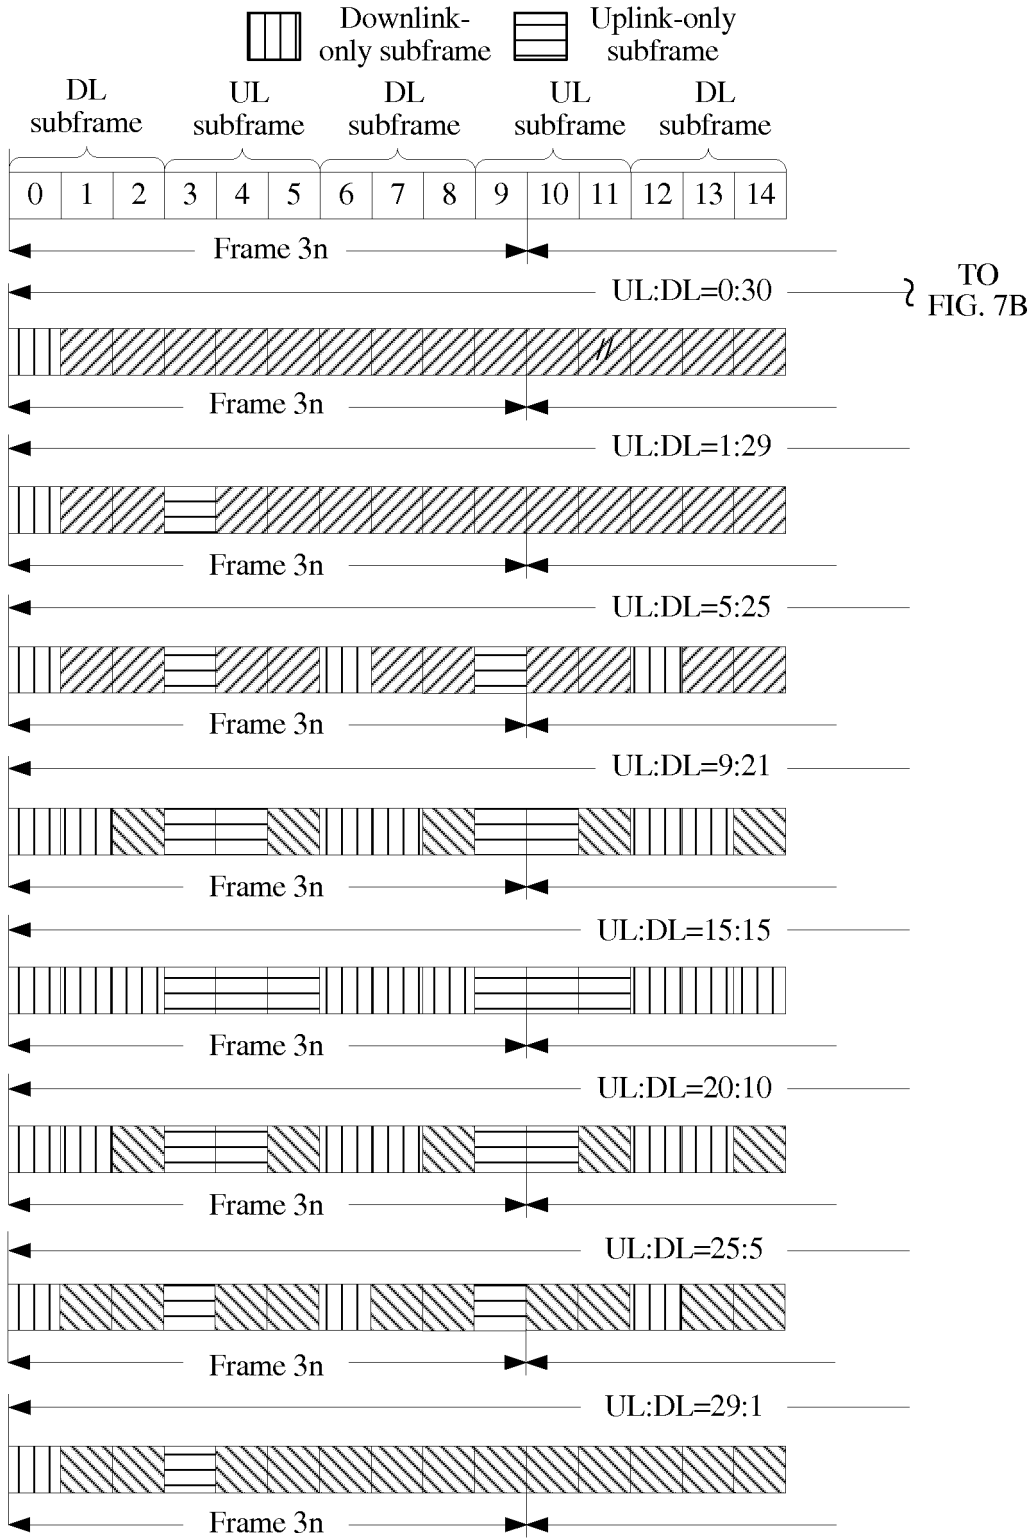 Downlink-
only subframe
Uplink-only
subframe
DL
subframe
UL
subframe
DL
subframe
UL
subframe
DL
subframe
0 1 2 3 4 5 6 7 8 9 10 11 12 13 14
Frame 3n
UL:DL=0:30
TO
FIG. 7B
Frame 3n
UL:DL=1:29
Frame 3n
UL:DL=5:25
Frame 3n
UL:DL=9:21
Frame 3n
UL:DL=15:15
Frame 3n
UL:DL=20:10
Frame 3n
UL:DL=25:5
Frame 3n
UL:DL=29:1
Frame 3n